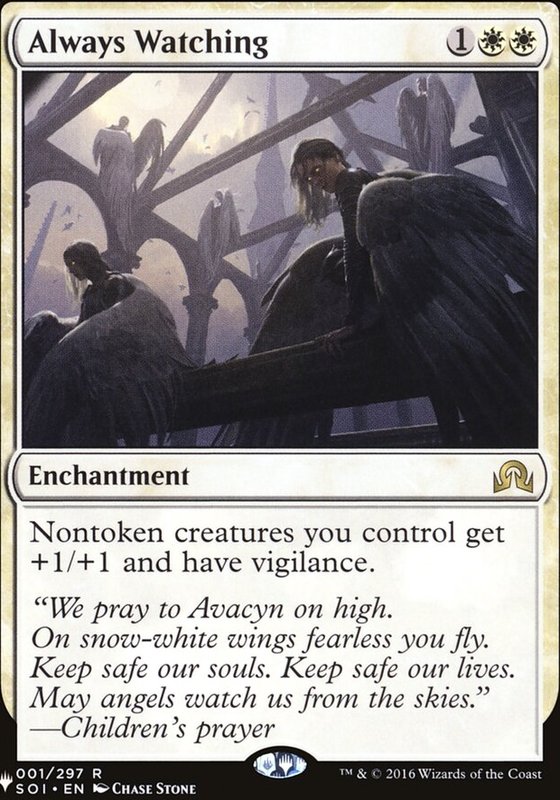 Always Watching 1
Enchantment
Nontoken creatures you control get
+1/+1 and have vigilance.
“We pray to Avacyn on high.
On snow-white wings fearless you fly.
Keep safe our souls. Keep safe our lives.
May angels watch us from the skies.”
—Children’s prayer
001/297 R
SOI • EN Chase Stone
™ & © 2016 Wizards of the Coast